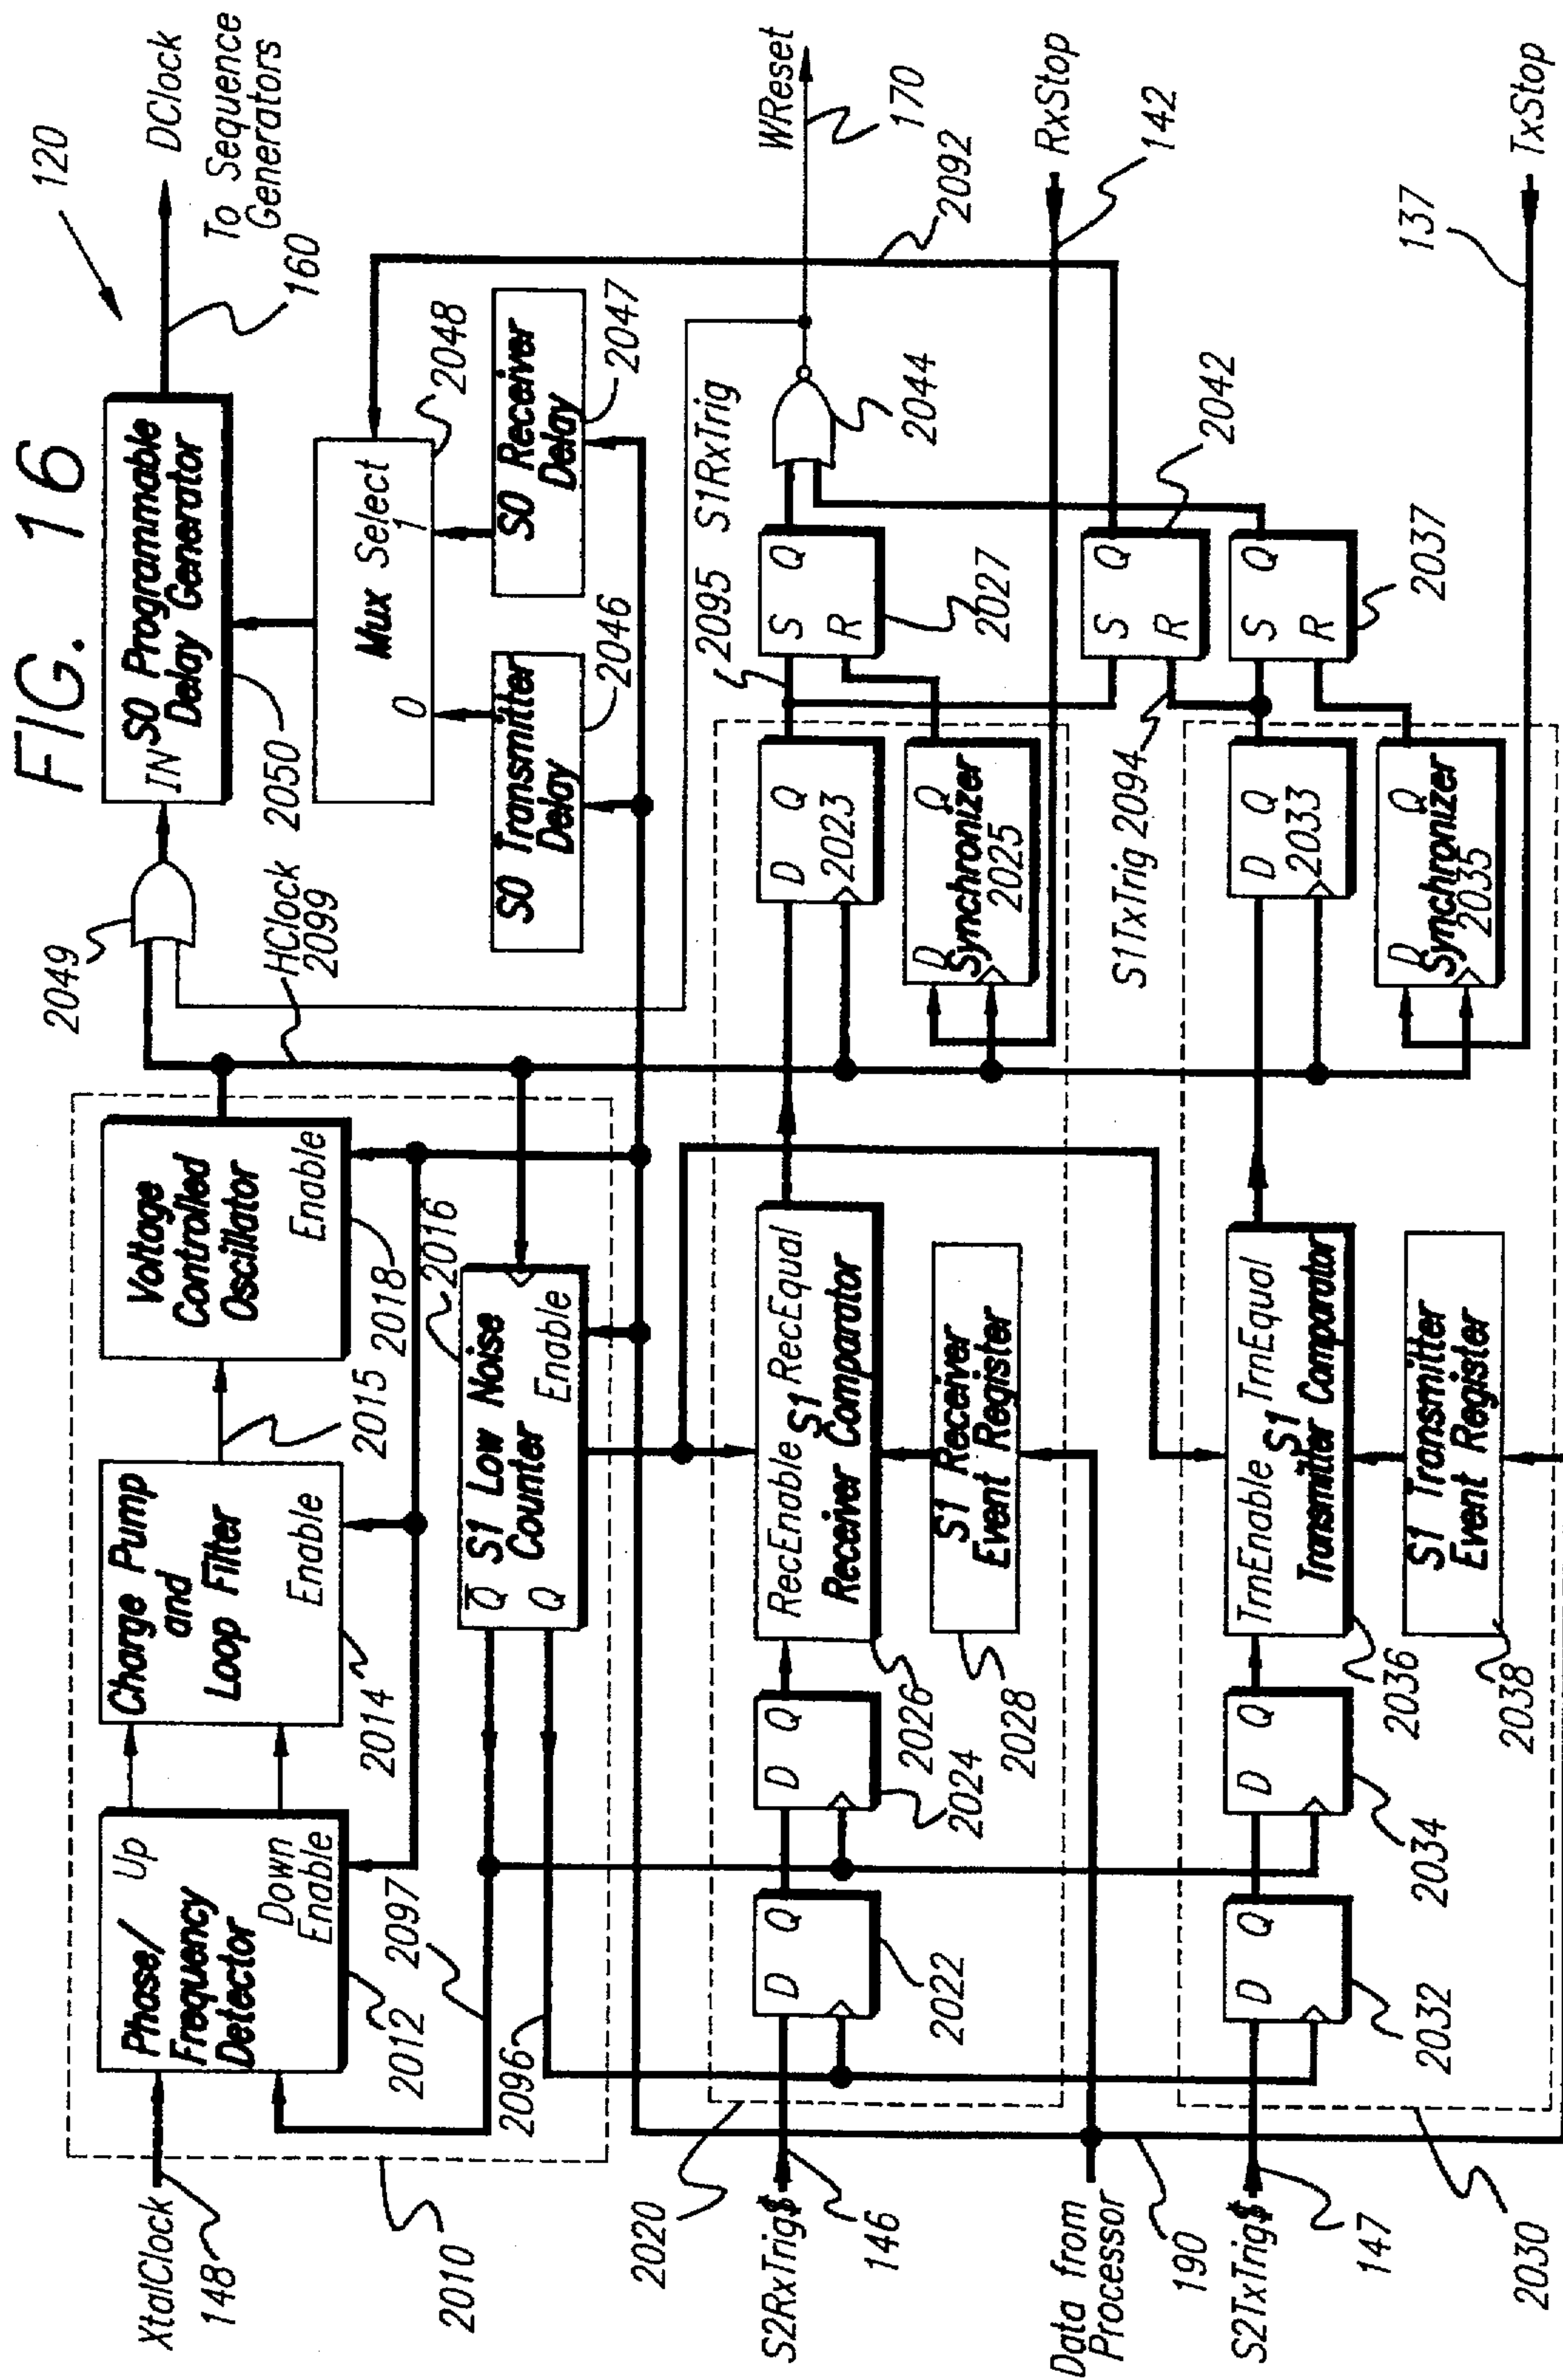 FIG. 16
120
DClock
To Sequence
Generators
160
S0 Programmable
Delay Generator
IN
2050
2049
HClock
2099
Mux Select
0
1
2048
S0 Transmitter
Delay
2046
S0 Receiver
Delay
2047
XtalClock
148
2010
Phase/
Frequency
Detector
Up
Down
Enable
2012
2097
2096
Charge Pump
and
Loop Filter
Enable
2014
2015
Voltage
Controlled
Oscillator
Enable
2018
2016
S1 Low Noise
Counter
Q
Q
Enable
WReset
170
2092
RxStop
142
S2RxTrig$
146
2020
D
Q
2022
D
Q
2024
RecEnable
RecEqual
S1
Receiver Comparator
2026
S1 Receiver
Event Register
2028
D
Q
2023
D
Q
Synchronizer
2025
2095
S1RxTrig
S
Q
R
2027
2044
S
Q
R
2042
Data from
Processor
190
S2TxTrig$
147
2030
D
Q
2032
D
Q
2034
TrnEnable
TrnEqual
S1
Transmitter Comparator
2036
S1 Transmitter
Event Register
2038
S1TxTrig 2094
D
Q
2033
D
Q
Synchronizer
2035
S
Q
R
2037
137
TxStop